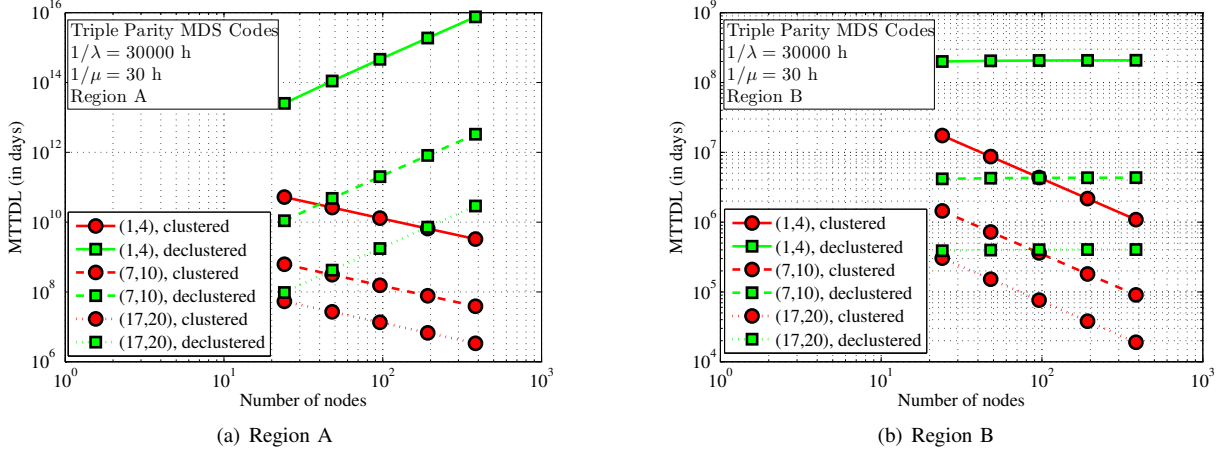 10^16
10^14
10^12
10^10
10^8
10^6
MTTDL (in days)
Triple Parity MDS Codes
1/λ = 30000 h
1/μ = 30 h
Region A
(1,4), clustered
(1,4), declustered
(7,10), clustered
(7,10), declustered
(17,20), clustered
(17,20), declustered
10^0
10^1
10^2
10^3
Number of nodes
(a) Region A
10^9
10^8
10^7
10^6
10^5
10^4
MTTDL (in days)
Triple Parity MDS Codes
1/λ = 30000 h
1/μ = 30 h
Region B
(1,4), clustered
(1,4), declustered
(7,10), clustered
(7,10), declustered
(17,20), clustered
(17,20), declustered
10^0
10^1
10^2
10^3
Number of nodes
(b) Region B